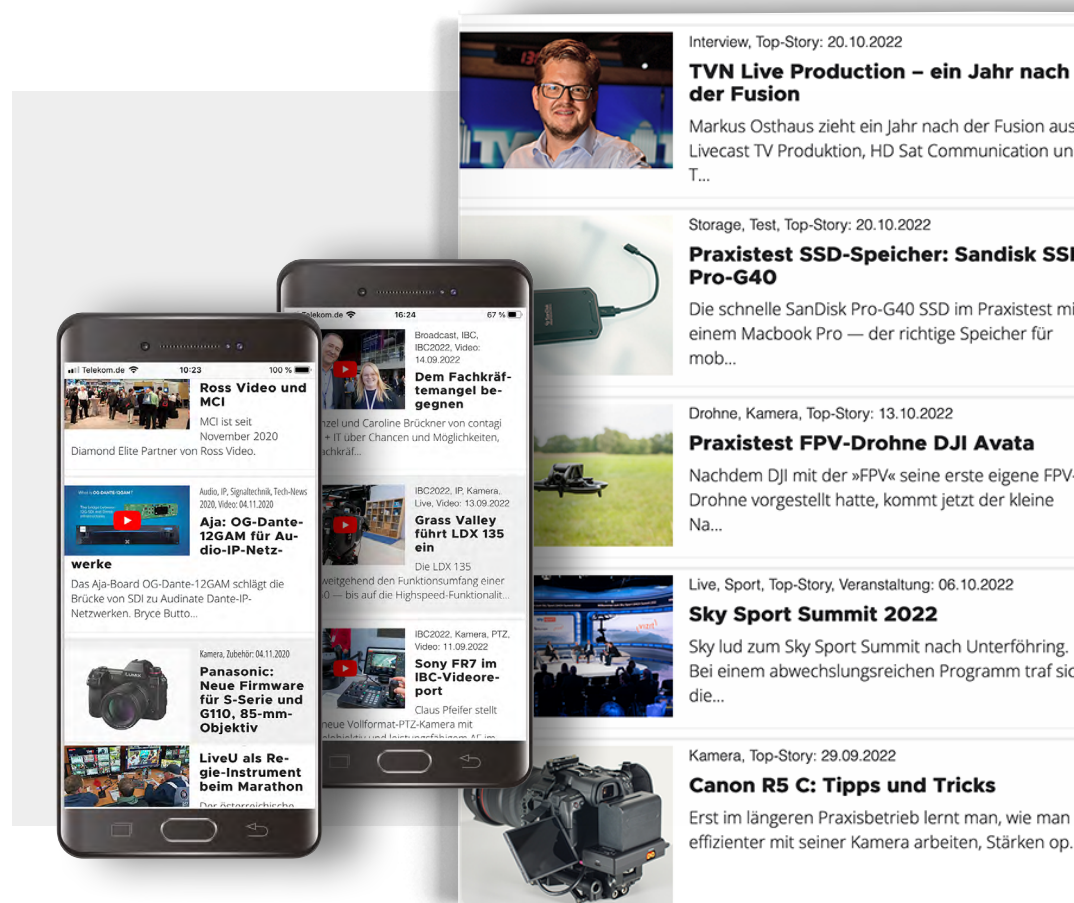 Interview, Top-Story: 20.10.2022
TVN Live Production – ein Jahr nach
der Fusion
Markus Osthaus zieht ein Jahr nach der Fusion aus
Livecast TV Produktion, HD Sat Communication un
T...
Storage, Test, Top-Story: 20.10.2022
Praxistest SSD-Speicher: Sandisk SSD
Pro-G40
Die schnelle SanDisk Pro-G40 SSD im Praxistest mi
einem Macbook Pro — der richtige Speicher für
mob...
Drohne, Kamera, Top-Story: 13.10.2022
Praxistest FPV-Drohne DJI Avata
Nachdem DJI mit der »FPV« seine erste eigene FPV-
Drohne vorgestellt hatte, kommt jetzt der kleine
Na...
Live, Sport, Top-Story, Veranstaltung: 06.10.2022
Sky Sport Summit 2022
Sky lud zum Sky Sport Summit nach Unterföhring.
Bei einem abwechslungsreichen Programm traf sic
die...
Kamera, Top-Story: 29.09.2022
Canon R5 C: Tipps und Tricks
Erst im längeren Praxisbetrieb lernt man, wie man
effizienter mit seiner Kamera arbeiten, Stärken op.
Telekom.de 16:24 67 %
Broadcast, IBC,
IBC2022, Video:
14.09.2022
Dem Fachkräf-
temangel be-
gegnen
nzel und Caroline Brückner von contagi
+ IT über Chancen und Möglichkeiten,
achkräf...
IBC2022, IP, Kamera,
Live, Video: 13.09.2022
Grass Valley
führt LDX 135
ein
Die LDX 135
weitgehend den Funktionsumfang einer
0 — bis auf die Highspeed-Funktionalit...
IBC2022, Kamera, PTZ,
Video: 11.09.2022
Sony FR7 im
IBC-Videore-
port
Claus Pfeifer stellt
neue Vollformat-PTZ-Kamera mit
Telekom.de 10:23 100 %
Ross Video und
MCI
MCI ist seit
November 2020
Diamond Elite Partner von Ross Video.
What is OG-DANTE-12GAM?
Audio, IP, Signaltechnik, Tech-News
2020, Video: 04.11.2020
Aja: OG-Dante-
12GAM für Au-
dio-IP-Netz-
werke
Das Aja-Board OG-Dante-12GAM schlägt die
Brücke von SDI zu Audinate Dante-IP-
Netzwerken. Bryce Butto...
Kamera, Zubehör: 04.11.2020
LUMIX
Panasonic:
Neue Firmware
für S-Serie und
G110, 85-mm-
Objektiv
LiveU als Re-
gie-Instrument
beim Marathon
Der österreichische